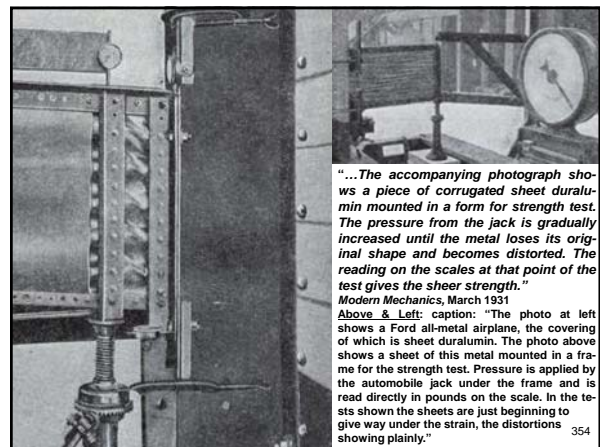 “…The accompanying photograph sho-
ws a piece of corrugated sheet duralu-
min mounted in a form for strength test.
The pressure from the jack is gradually
increased until the metal loses its orig-
inal shape and becomes distorted. The
reading on the scales at that point of the
test gives the sheer strength.”
Modern Mechanics, March 1931
Above & Left: caption: “The photo at left
shows a Ford all-metal airplane, the covering
of which is sheet duralumin. The photo above
shows a sheet of this metal mounted in a fra-
me for the strength test. Pressure is applied by
the automobile jack under the frame and is
read directly in pounds on the scale. In the te-
sts shown the sheets are just beginning to
give way under the strain, the distortions
showing plainly.”
354